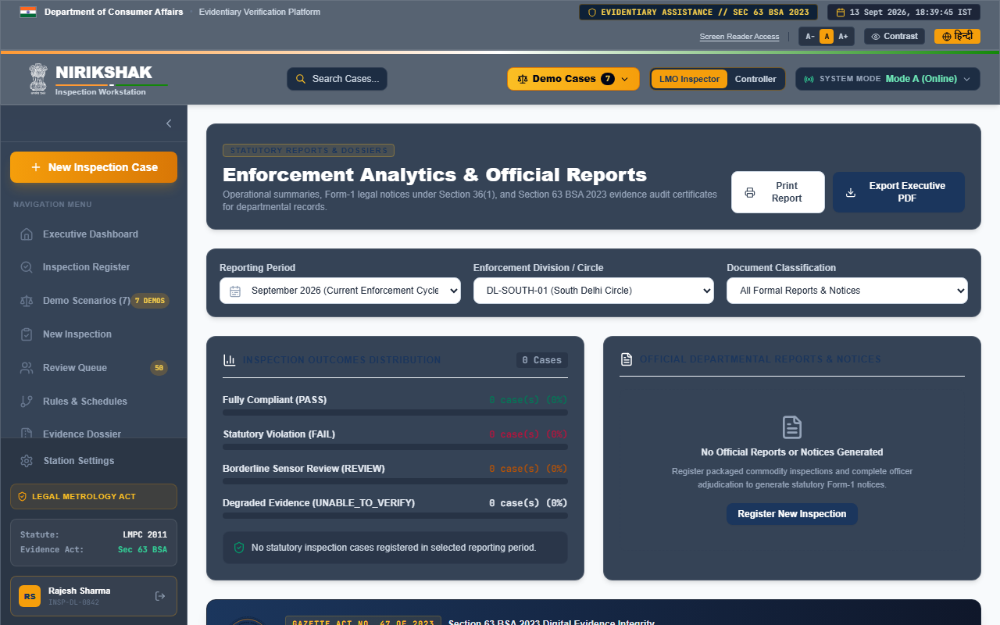 Department of Consumer Affairs · Evidentiary Verification Platform
EVIDENTIARY ASSISTANCE // SEC 63 BSA 2023
13 Sept 2026, 18:39:45 IST
Screen Reader Access
A- A A+
Contrast
हिन्दी
NIRIKSHAK
Inspection Workstation
Search Cases...
Demo Cases 7
LMO Inspector Controller
SYSTEM MODE Mode A (Online)
New Inspection Case
NAVIGATION MENU
Executive Dashboard
Inspection Register
Demo Scenarios (7) 7 DEMOS
New Inspection
Review Queue 50
Rules & Schedules
Evidence Dossier
Station Settings
LEGAL METROLOGY ACT
Statute: LMPC 2011
Evidence Act: Sec 63 BSA
RS
Rajesh Sharma
INSP-DL-0842
STATUTORY REPORTS & DOSSIERS
Enforcement Analytics & Official Reports
Operational summaries, Form-1 legal notices under Section 36(1), and Section 63 BSA 2023 evidence audit certificates
for departmental records.
Print
Report
Export Executive
PDF
Reporting Period
September 2026 (Current Enforcement Cycle
Enforcement Division / Circle
DL-SOUTH-01 (South Delhi Circle)
Document Classification
All Formal Reports & Notices
INSPECTION OUTCOMES DISTRIBUTION
0 Cases
Fully Compliant (PASS) 0 case(s) (0%)
Statutory Violation (FAIL) 0 case(s) (0%)
Borderline Sensor Review (REVIEW) 0 case(s) (0%)
Degraded Evidence (UNABLE_TO_VERIFY) 0 case(s) (0%)
No statutory inspection cases registered in selected reporting period.
OFFICIAL DEPARTMENTAL REPORTS & NOTICES
No Official Reports or Notices Generated
Register packaged commodity inspections and complete officer
adjudication to generate statutory Form-1 notices.
Register New Inspection
GAZETTE ACT NO. 47 OF 2023
Section 63 BSA 2023 Digital Evidence Integrity